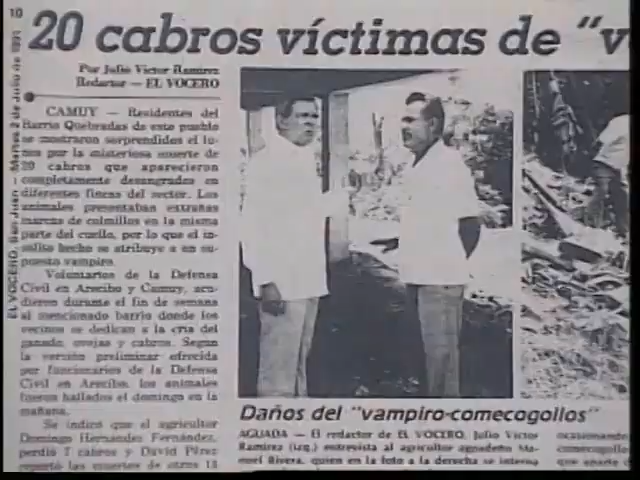 10
20 cabros víctimas de "v
Por Julio Víctor Ramírez
Redactor — EL VOCERO
EL VOCERO, San Juan — Martes 2 de Julio de 1991
CAMUY — Residentes del
Barrio Quebradas de este pueblo
se mostraron sorprendidos el lu-
nes por la misteriosa muerte de
20 cabros que aparecieron
completamente desangrados en
diferentes fincas del sector. Los
animales presentaban extrañas
marcas de colmillos en la misma
parte del cuello, por lo que el in-
sólito hecho se atribuye a un su-
puesto vampiro.
Voluntarios de la Defensa
Civil en Arecibo y Camuy, acu-
dieron durante el fin de semana
al mencionado barrio donde los
vecinos se dedican a la cría del
ganado, ovejas y cabros. Según
la versión preliminar ofrecida
por funcionarios de la Defensa
Civil en Arecibo, los animales
fueron hallados el domingo en la
mañana.
Se indicó que el agricultor
Domingo Hernández Fernández,
perdió 7 cabros y David Pérez
reportó las muertes de otros 13
Daños del "vampiro-comecogollos"
AGUADA — El redactor de EL VOCERO, Julio Víctor
Ramírez (izq.) entrevista al agricultor aguadeño Ma-
nuel Rivera, quien en la foto a la derecha se interna
ocasionando
comecogollos
que aparte d